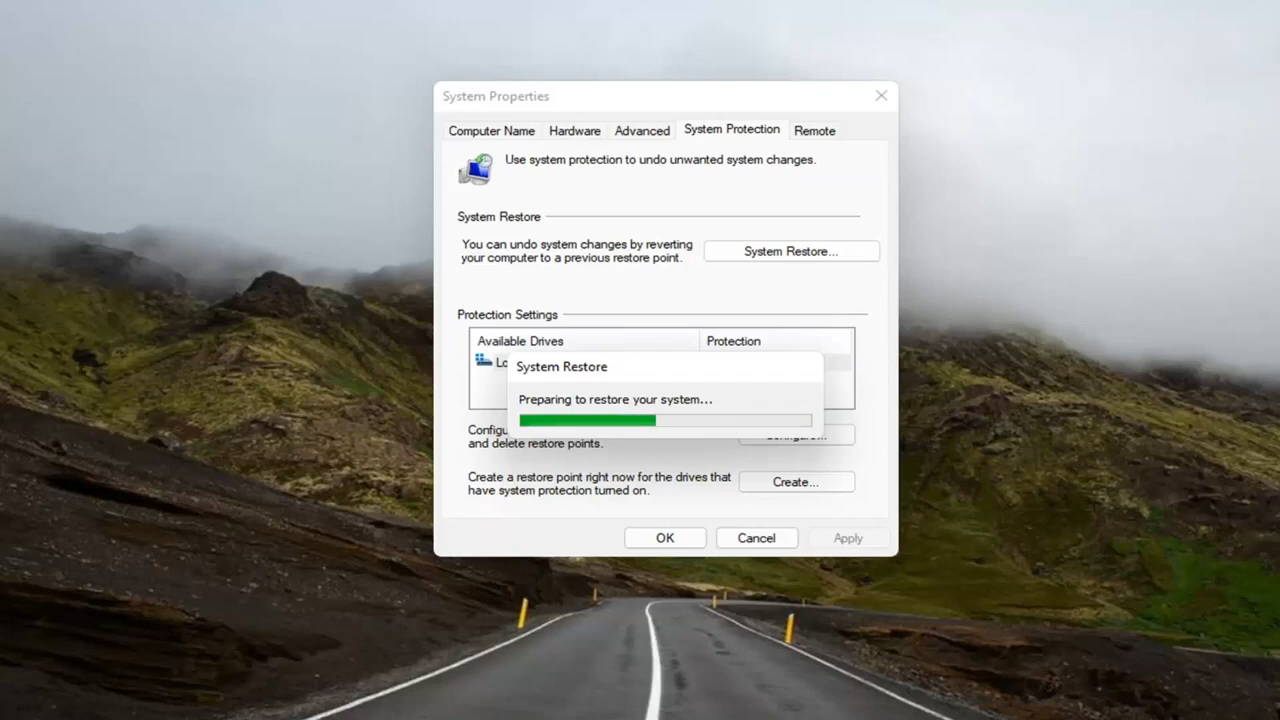 System Properties
Computer Name Hardware Advanced System Protection Remote
Use system protection to undo unwanted system changes.
System Restore
You can undo system changes by reverting
your computer to a previous restore point.
System Restore...
Protection Settings
Available Drives Protection
System Restore
Preparing to restore your system...
and delete restore points.
Create a restore point right now for the drives that
have system protection turned on.
Create...
OK Cancel Apply